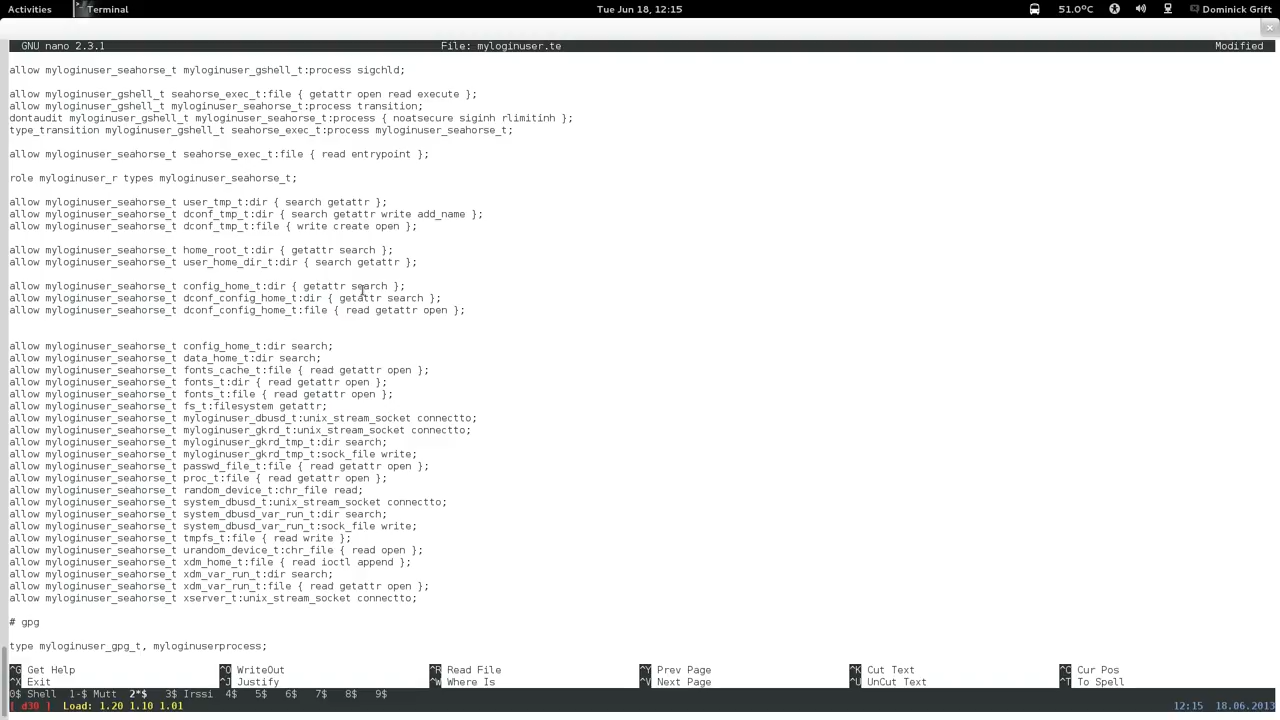 Activities Terminal Tue Jun 18, 12:15 51.0°C Dominick Grift
GNU nano 2.3.1 File: myloginuser.te Modified
allow myloginuser_seahorse_t myloginuser_gshell_t:process sigchld;
allow myloginuser_gshell_t seahorse_exec_t:file { getattr open read execute };
allow myloginuser_gshell_t myloginuser_seahorse_t:process transition;
dontaudit myloginuser_gshell_t myloginuser_seahorse_t:process { noatsecure siginh rlimitinh };
type_transition myloginuser_gshell_t seahorse_exec_t:process myloginuser_seahorse_t;
allow myloginuser_seahorse_t seahorse_exec_t:file { read entrypoint };
role myloginuser_r types myloginuser_seahorse_t;
allow myloginuser_seahorse_t user_tmp_t:dir { search getattr };
allow myloginuser_seahorse_t dconf_tmp_t:dir { search getattr write add_name };
allow myloginuser_seahorse_t dconf_tmp_t:file { write create open };
allow myloginuser_seahorse_t home_root_t:dir { getattr search };
allow myloginuser_seahorse_t user_home_dir_t:dir { search getattr };
allow myloginuser_seahorse_t config_home_t:dir { getattr search };
allow myloginuser_seahorse_t dconf_config_home_t:dir { getattr search };
allow myloginuser_seahorse_t dconf_config_home_t:file { read getattr open };
allow myloginuser_seahorse_t config_home_t:dir search;
allow myloginuser_seahorse_t data_home_t:dir search;
allow myloginuser_seahorse_t fonts_cache_t:file { read getattr open };
allow myloginuser_seahorse_t fonts_t:dir { read getattr open };
allow myloginuser_seahorse_t fonts_t:file { read getattr open };
allow myloginuser_seahorse_t fs_t:filesystem getattr;
allow myloginuser_seahorse_t myloginuser_dbusd_t:unix_stream_socket connectto;
allow myloginuser_seahorse_t myloginuser_gkrd_t:unix_stream_socket connectto;
allow myloginuser_seahorse_t myloginuser_gkrd_tmp_t:dir search;
allow myloginuser_seahorse_t myloginuser_gkrd_tmp_t:sock_file write;
allow myloginuser_seahorse_t passwd_file_t:file { read getattr open };
allow myloginuser_seahorse_t proc_t:file { read getattr open };
allow myloginuser_seahorse_t random_device_t:chr_file read;
allow myloginuser_seahorse_t system_dbusd_t:unix_stream_socket connectto;
allow myloginuser_seahorse_t system_dbusd_var_run_t:dir search;
allow myloginuser_seahorse_t system_dbusd_var_run_t:sock_file write;
allow myloginuser_seahorse_t tmpfs_t:file { read write };
allow myloginuser_seahorse_t urandom_device_t:chr_file { read open };
allow myloginuser_seahorse_t xdm_home_t:file { read ioctl append };
allow myloginuser_seahorse_t xdm_var_run_t:dir search;
allow myloginuser_seahorse_t xdm_var_run_t:file { read getattr open };
allow myloginuser_seahorse_t xserver_t:unix_stream_socket connectto;
# gpg
type myloginuser_gpg_t, myloginuserprocess;
^G Get Help ^O WriteOut ^R Read File ^Y Prev Page ^K Cut Text ^C Cur Pos
^X Exit ^J Justify ^W Where Is ^V Next Page ^U UnCut Text ^T To Spell
0$ Shell 1-$ Mutt 2*$ 3$ Irssi 4$ 5$ 6$ 7$ 8$ 9$
[ d30 ] Load: 1.20 1.10 1.01 12:15 18.06.2013